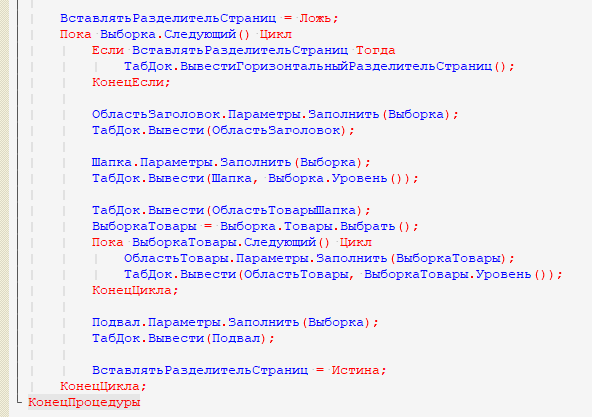 ВставлятьРазделительСтраниц = Ложь;
Пока Выборка.Следующий() Цикл
Если ВставлятьРазделительСтраниц Тогда
ТабДок.ВывестиГоризонтальныйРазделительСтраниц();
КонецЕсли;
ОбластьЗаголовок.Параметры.Заполнить(Выборка);
ТабДок.Вывести(ОбластьЗаголовок);
Шапка.Параметры.Заполнить(Выборка);
ТабДок.Вывести(Шапка, Выборка.Уровень());
ТабДок.Вывести(ОбластьТоварыШапка);
ВыборкаТовары = Выборка.Товары.Выбрать();
Пока ВыборкаТовары.Следующий() Цикл
ОбластьТовары.Параметры.Заполнить(ВыборкаТовары);
ТабДок.Вывести(ОбластьТовары, ВыборкаТовары.Уровень());
КонецЦикла;
Подвал.Параметры.Заполнить(Выборка);
ТабДок.Вывести(Подвал);
ВставлятьРазделительСтраниц = Истина;
КонецЦикла;
КонецПроцедуры